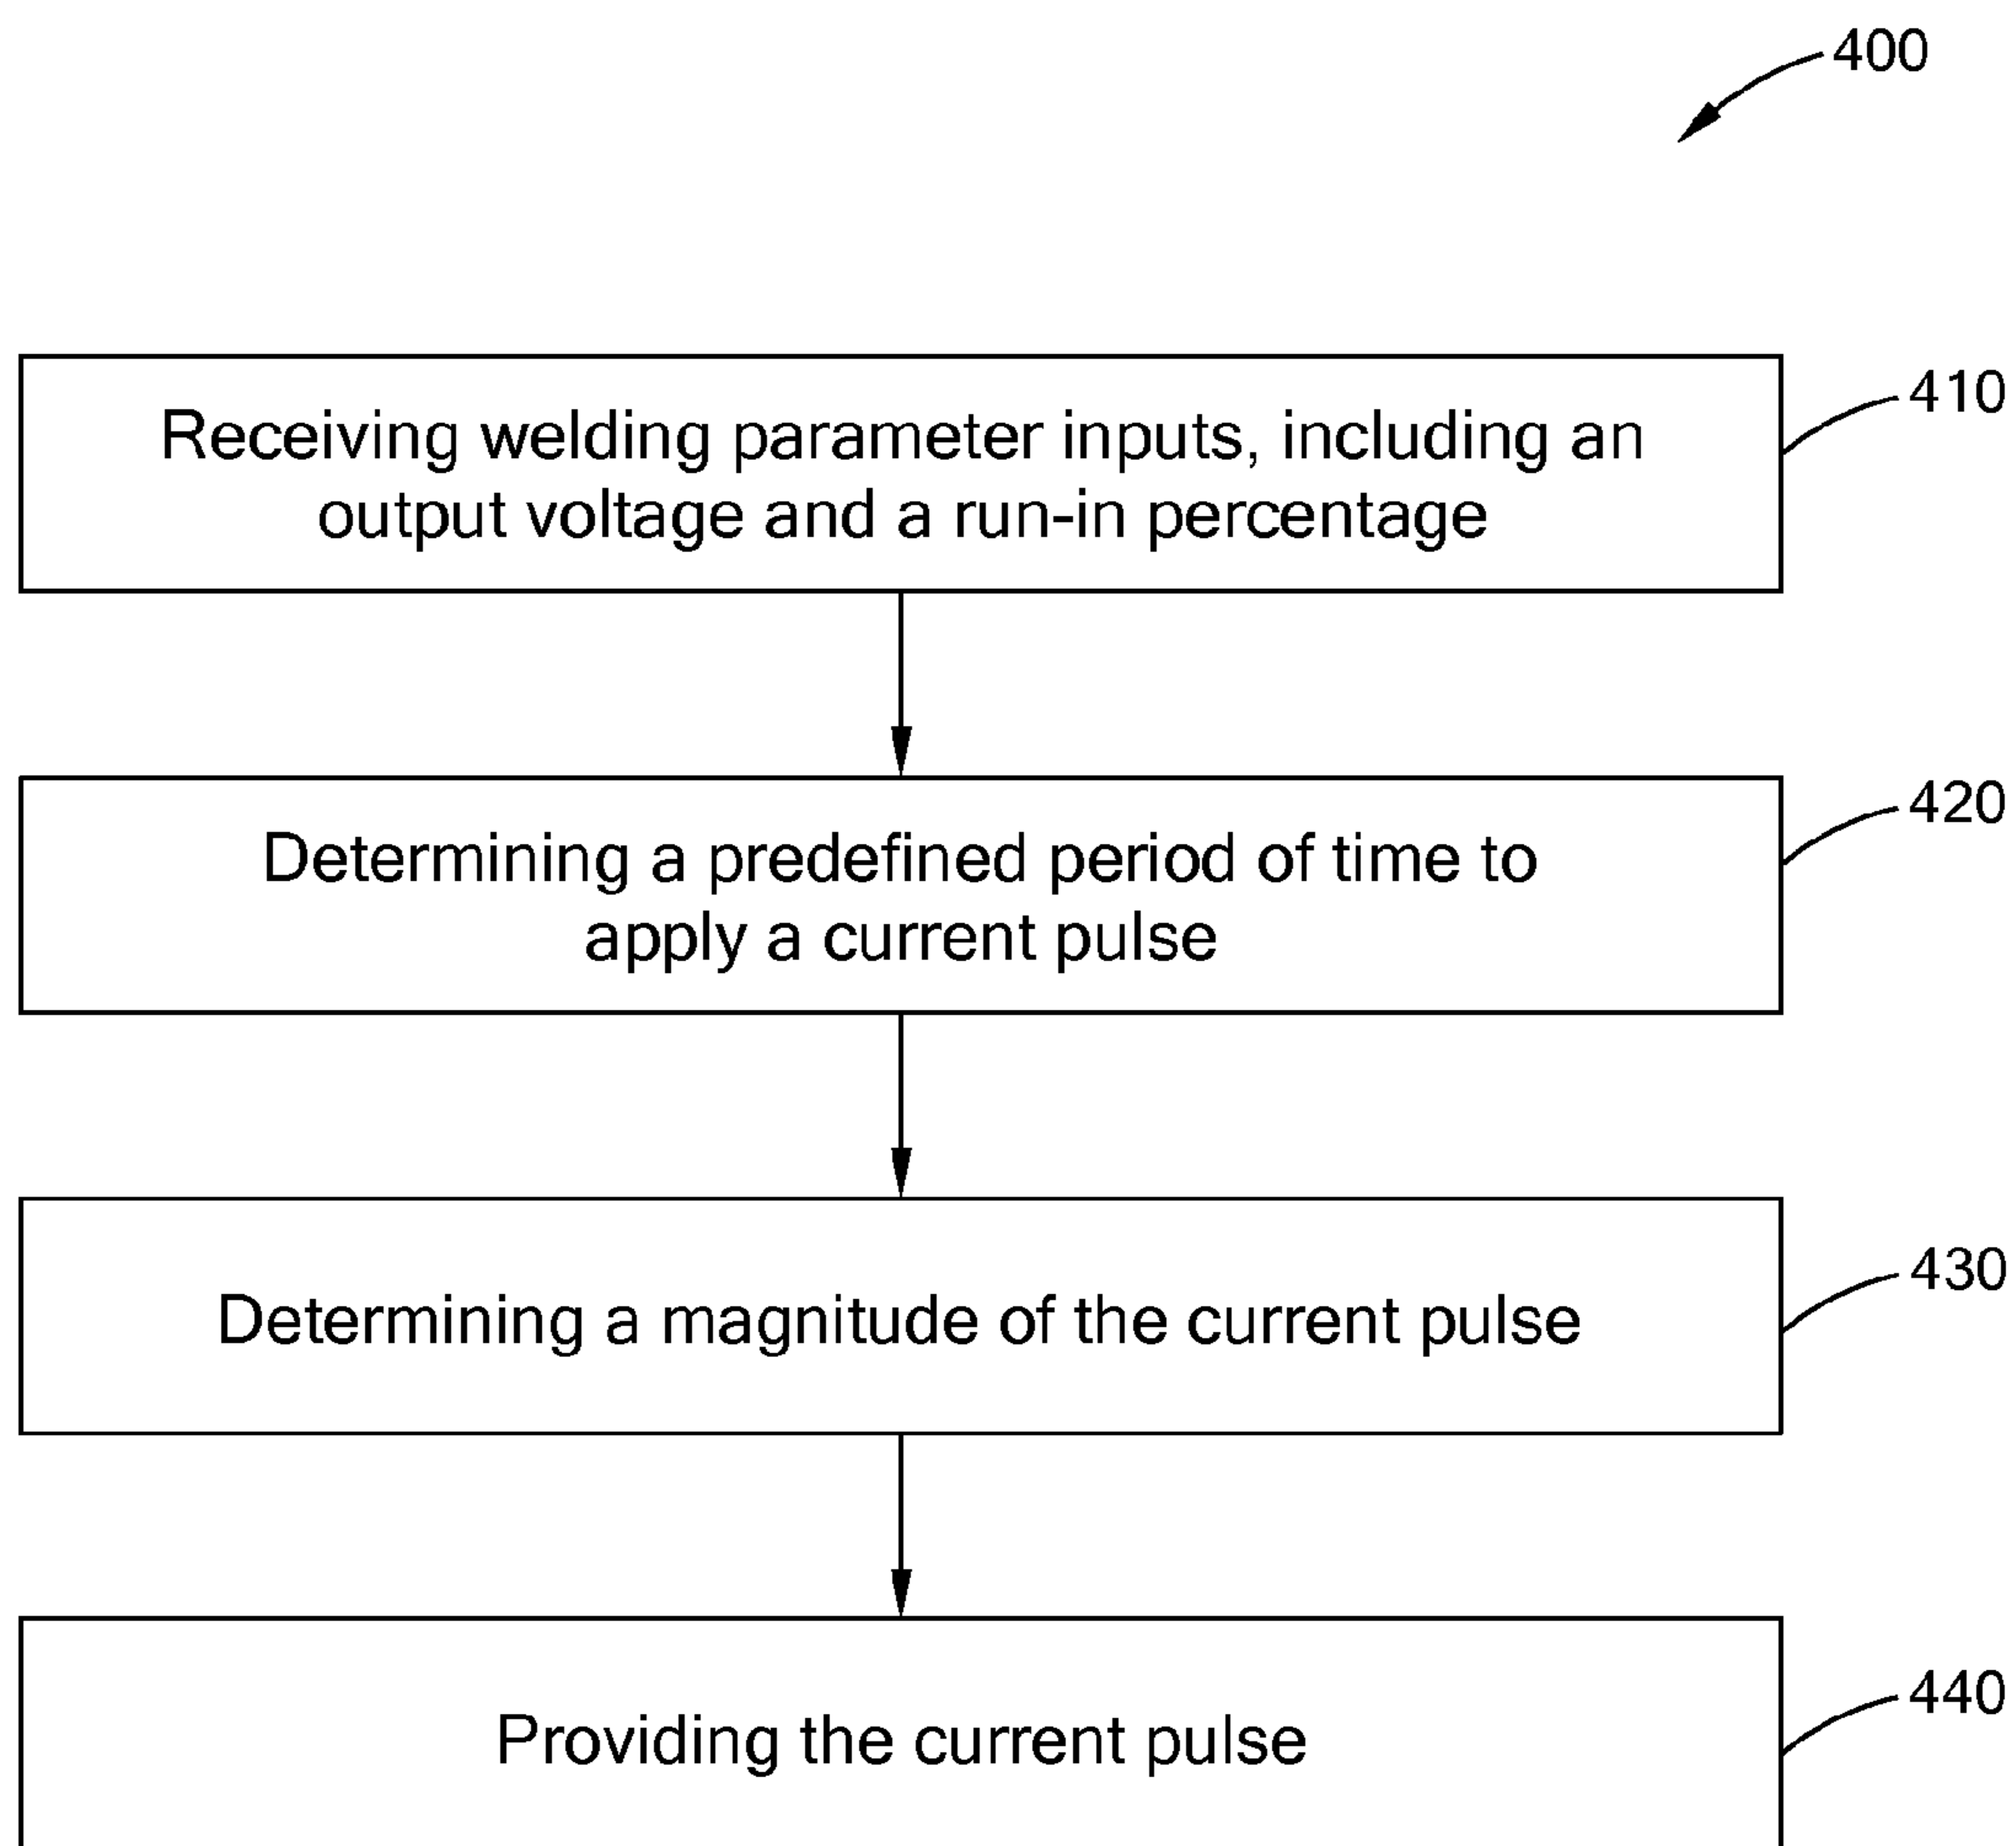 400
410
Receiving welding parameter inputs, including an
output voltage and a run-in percentage
420
Determining a predefined period of time to
apply a current pulse
430
Determining a magnitude of the current pulse
440
Providing the current pulse